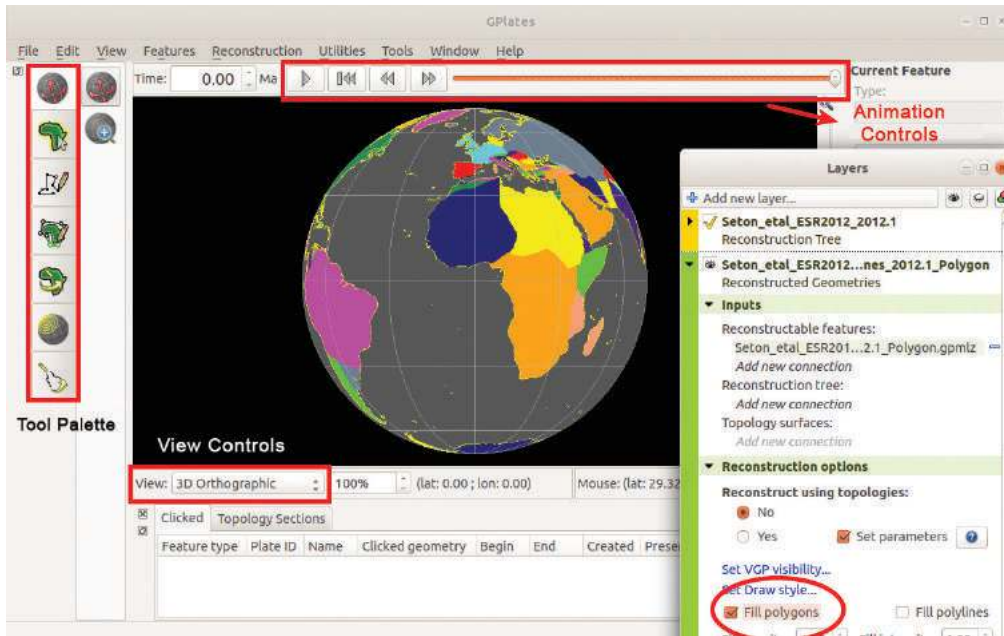 GPlates
File Edit View Features Reconstruction Utilities Tools Window Help
Time: 0.00 Ma
Current Feature
Type:
Animation
Controls
Layers
Add new layer...
Seton_etal_ESR2012_2012.1
Reconstruction Tree
Seton_etal_ESR2012...nes_2012.1_Polygon
Reconstructed Geometries
Inputs
Reconstructable features:
Seton_etal_ESR201...2.1_Polygon.gpmlz
Add new connection
Reconstruction tree:
Add new connection
Topology surfaces:
Add new connection
Reconstruction options
Reconstruct using topologies:
No
Yes Set parameters
Set VGP visibility...
Set Draw style...
Fill polygons Fill polylines
Tool Palette
View Controls
View: 3D Orthographic 100% (lat: 0.00 ; lon: 0.00) Mouse: (lat: 29.32
Clicked Topology Sections
Feature type Plate ID Name Clicked geometry Begin End Created Prese